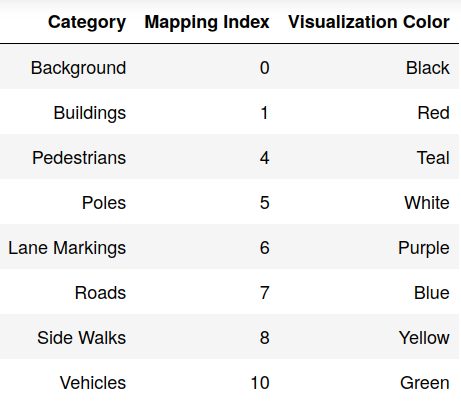 Category Mapping Index Visualization Color
Background 0 Black
Buildings 1 Red
Pedestrians 4 Teal
Poles 5 White
Lane Markings 6 Purple
Roads 7 Blue
Side Walks 8 Yellow
Vehicles 10 Green